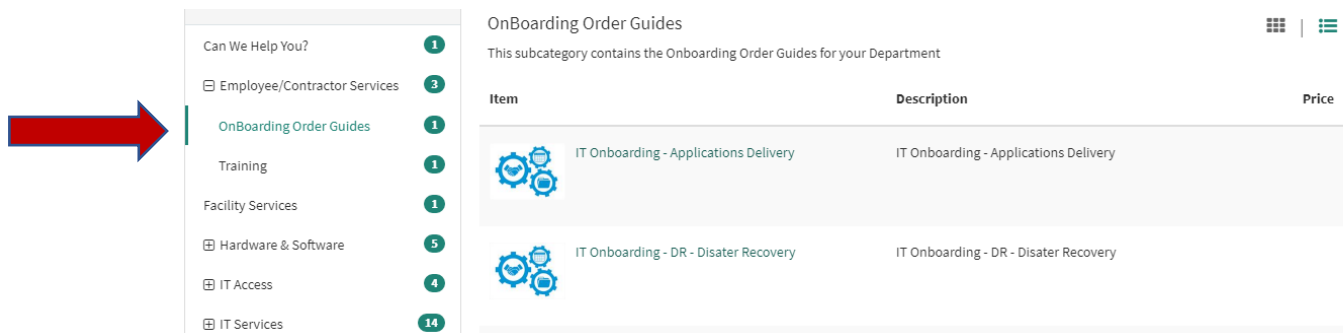 Can We Help You? 1
Employee/Contractor Services 3
OnBoarding Order Guides 1
Training 1
Facility Services 1
Hardware & Software 5
IT Access 4
IT Services 14
OnBoarding Order Guides
This subcategory contains the Onboarding Order Guides for your Department
Item Description Price
IT Onboarding - Applications Delivery IT Onboarding - Applications Delivery
IT Onboarding - DR - Disater Recovery IT Onboarding - DR - Disater Recovery